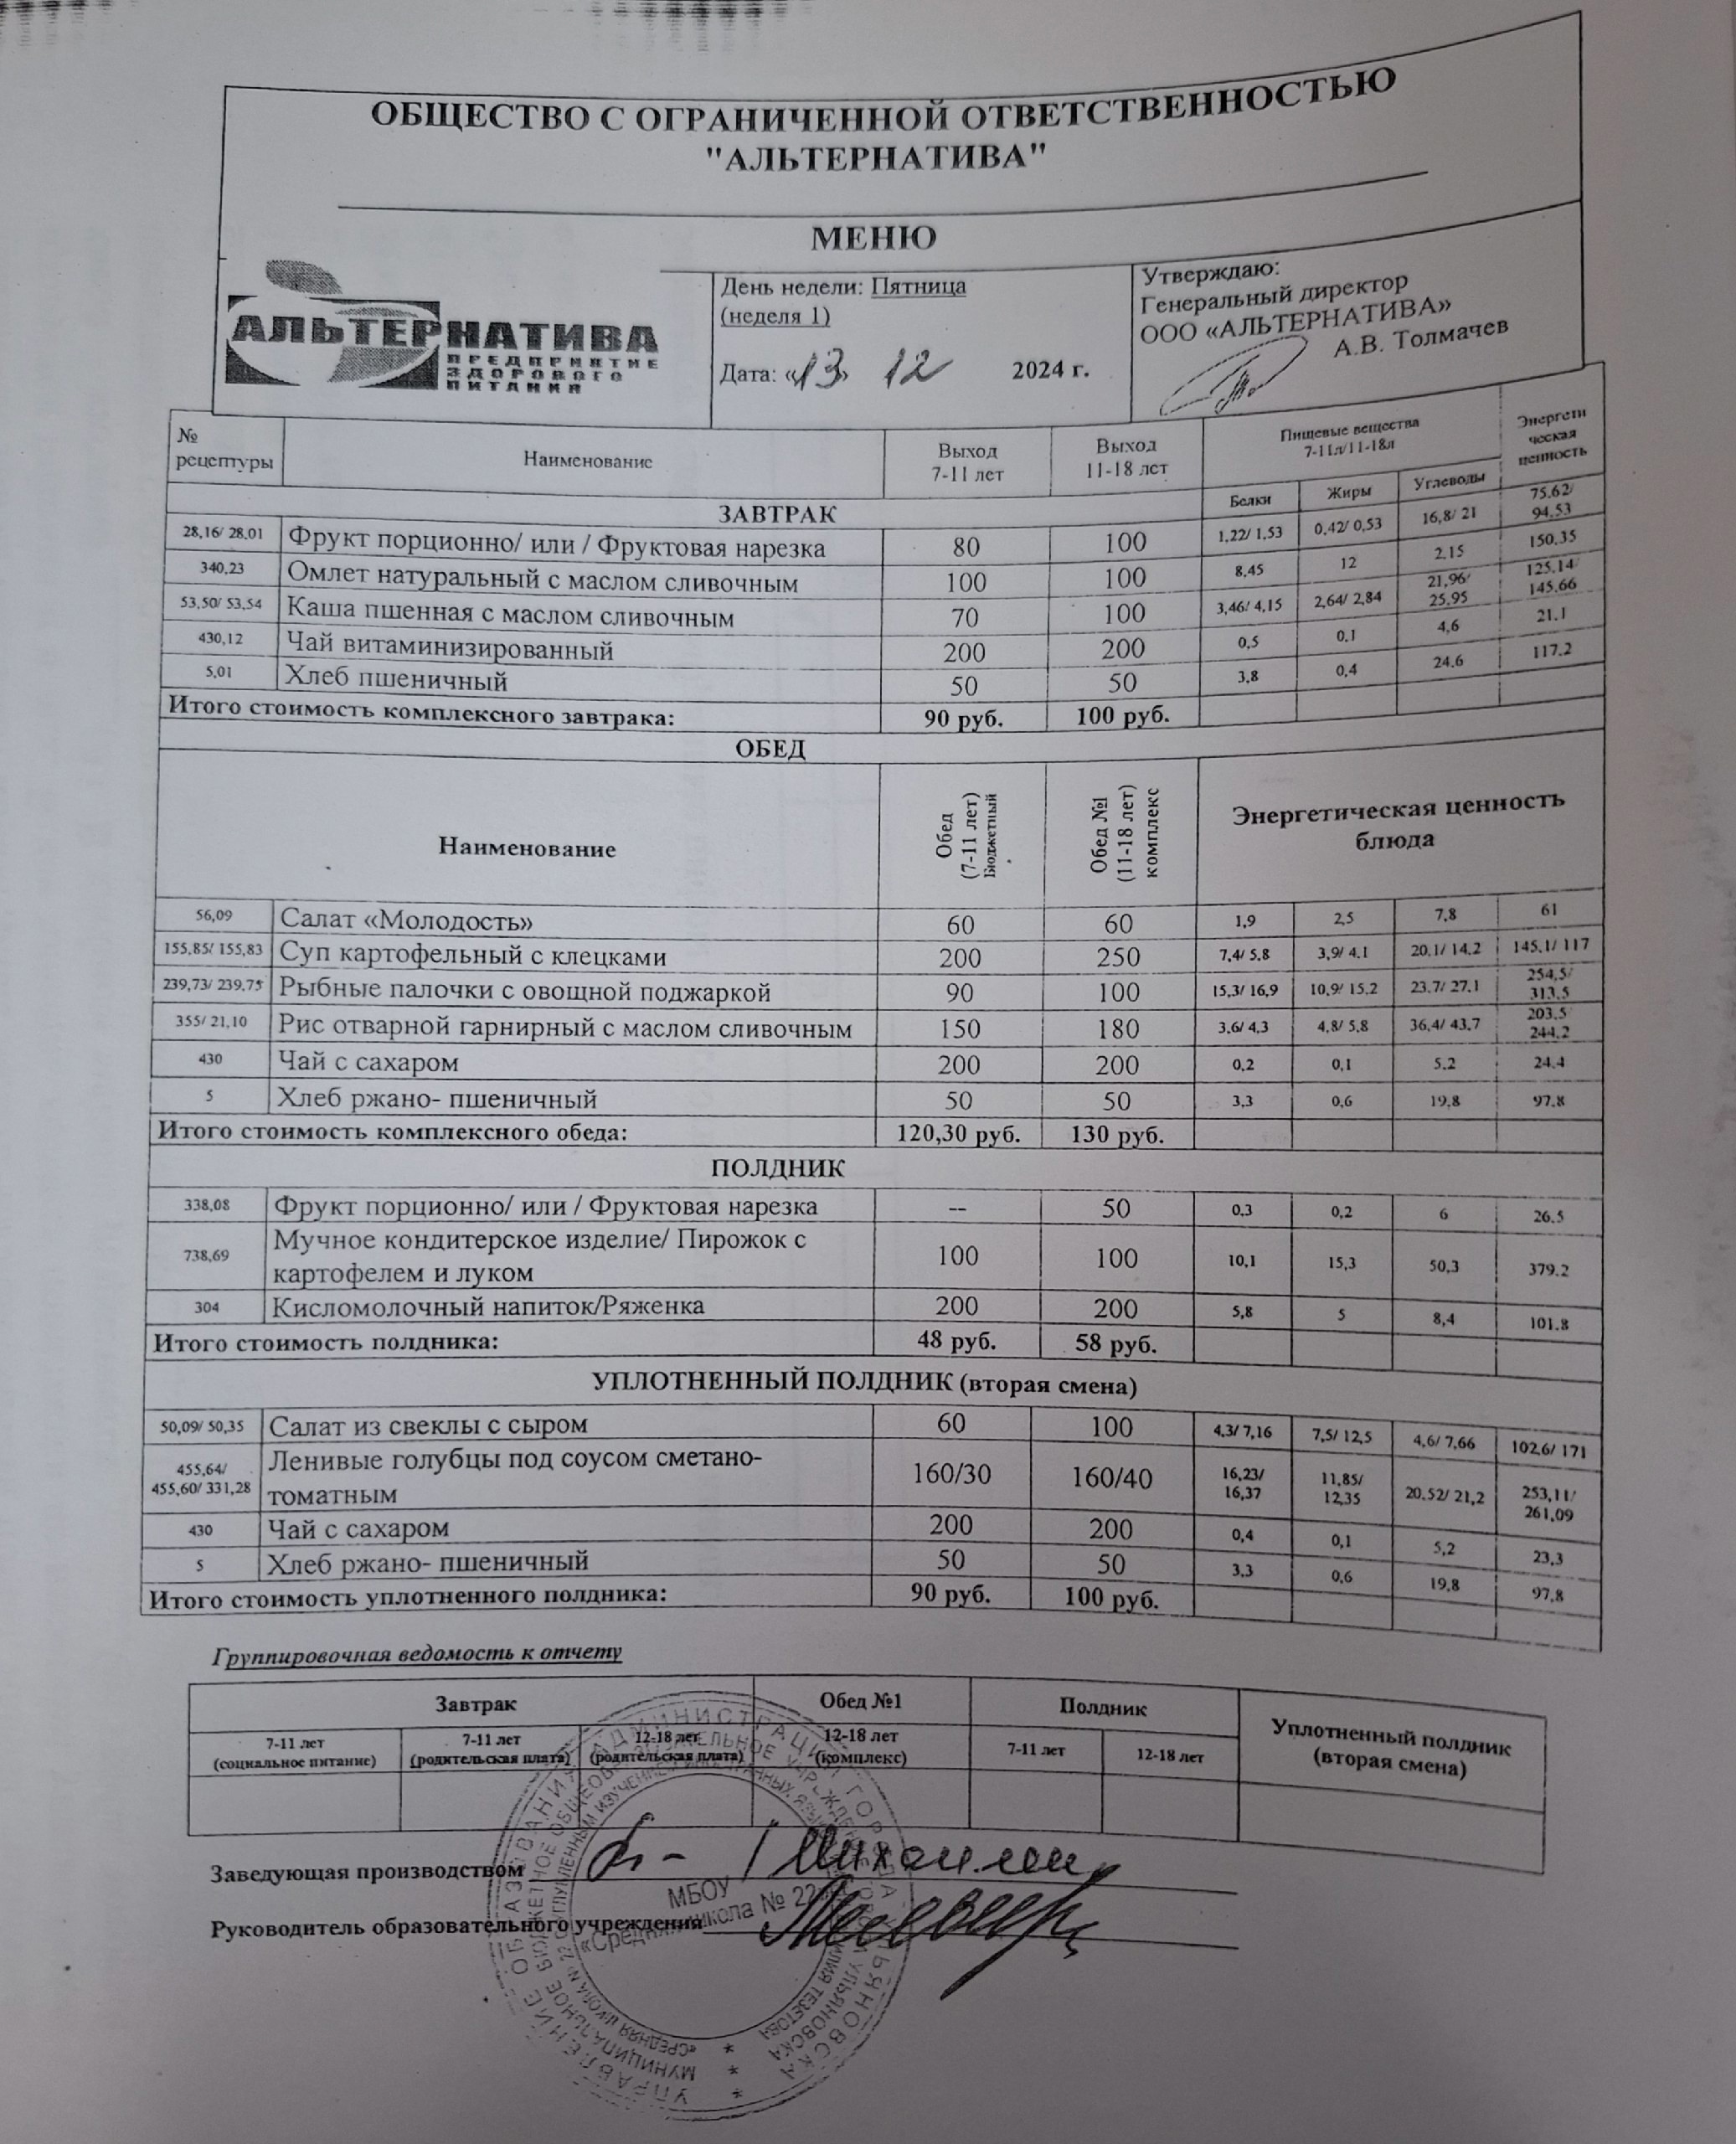 ОБЩЕСТВО С ОГРАНИЧЕННОЙ ОТВЕТСТВЕННОСТЬЮ
"АЛЬТЕРНАТИВА"
МЕНЮ
АЛЬТЕРНАТИВА
ПРЕДПРИЯТИЕ
ЗДОРОВОГО
ПИТАНИЯ
День недели: Пятница
(неделя 1)
Дата: «13» 12 2024 г.
Утверждаю:
Генеральный директор
ООО «АЛЬТЕРНАТИВА»
А.В. Толмачев
№ рецептуры Наименование Выход 7-11 лет Выход 11-18 лет Пищевые вещества 7-11л/11-18л Энергети ческая ценность
Белки Жиры Углеводы
ЗАВТРАК
28,16/ 28.01 Фрукт порционно/ или / Фруктовая нарезка 80 100 1,22/ 1,53 0,42/ 0,53 16,8/ 21 75.62/ 94.53
340,23 Омлет натуральный с маслом сливочным 100 100 8,45 12 2,15 150.35
53,50/ 53,54 Каша пшенная с маслом сливочным 70 100 3,46/ 4,15 2,64/ 2,84 21,96/ 25,95 125.14/ 145.66
430,12 Чай витаминизированный 200 200 0,5 0,1 4,6 21.1
5,01 Хлеб пшеничный 50 50 3,8 0,4 24.6 117.2
Итого стоимость комплексного завтрака: 90 руб. 100 руб.
ОБЕД
Наименование Обед (7-11 лет) Бюджетный Обед №1 (11-18 лет) комплекс Энергетическая ценность блюда
56,09 Салат «Молодость» 60 60 1,9 2,5 7,8 61
155,85/ 155,83 Суп картофельный с клецками 200 250 7,4/ 5,8 3,9/ 4.1 20.1/ 14.2 145.1/ 117
239,73/ 239,75 Рыбные палочки с овощной поджаркой 90 100 15,3/ 16,9 10,9/ 15.2 23.7/ 27.1 254,5/ 313,5
355/ 21,10 Рис отварной гарнирный с маслом сливочным 150 180 3.6/ 4.3 4,8/ 5,8 36,4/ 43.7 203.5/ 244.2
430 Чай с сахаром 200 200 0,2 0,1 5.2 24.4
5 Хлеб ржано- пшеничный 50 50 3.3 0,6 19,8 97.8
Итого стоимость комплексного обеда: 120,30 руб. 130 руб.
ПОЛДНИК
338,08 Фрукт порционно/ или / Фруктовая нарезка -- 50 0,3 0,2 6 26.5
738,69 Мучное кондитерское изделие/ Пирожок с картофелем и луком 100 100 10,1 15,3 50,3 379.2
304 Кисломолочный напиток/Ряженка 200 200 5,8 5 8,4 101.8
Итого стоимость полдника: 48 руб. 58 руб.
УПЛОТНЕННЫЙ ПОЛДНИК (вторая смена)
50,09/ 50,35 Салат из свеклы с сыром 60 100 4,3/ 7,16 7,5/ 12,5 4,6/ 7,66 102,6/ 171
455,64/ 455,60/ 331,28 Ленивые голубцы под соусом сметано-томатным 160/30 160/40 16,23/ 16,37 11,85/ 12,35 20.52/ 21,2 253,11/ 261,09
430 Чай с сахаром 200 200 0,4 0,1 5,2 23,3
5 Хлеб ржано- пшеничный 50 50 3,3 0,6 19,8 97,8
Итого стоимость уплотненного полдника: 90 руб. 100 руб.
Группировочная ведомость к отчету
Завтрак Обед №1 Полдник Уплотненный полдник (вторая смена)
7-11 лет (социальное питание) 7-11 лет (родительская плата) 12-18 лет (родительская плата) 12-18 лет (комплекс) 7-11 лет 12-18 лет
Заведующая производством
Руководитель образовательного учреждения
МБОУ
«Средняя школа № 22